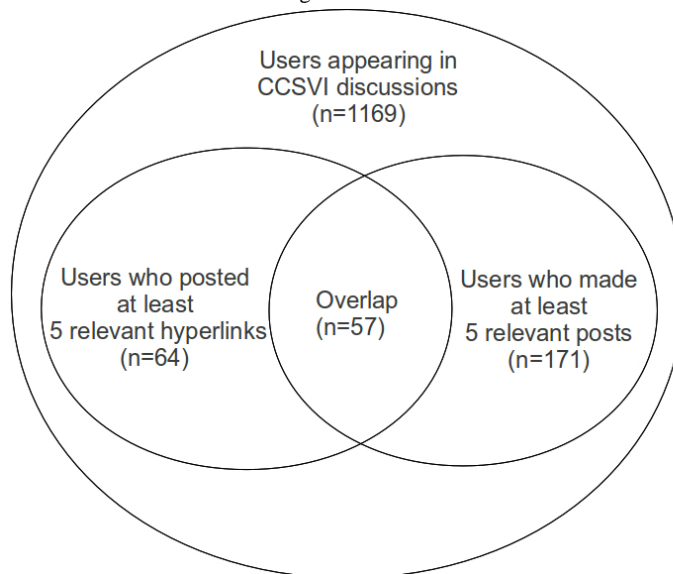 Users appearing in
CCSVI discussions
(n=1169)
Users who posted
at least
5 relevant hyperlinks
(n=64)
Overlap
(n=57)
Users who made
at least
5 relevant posts
(n=171)